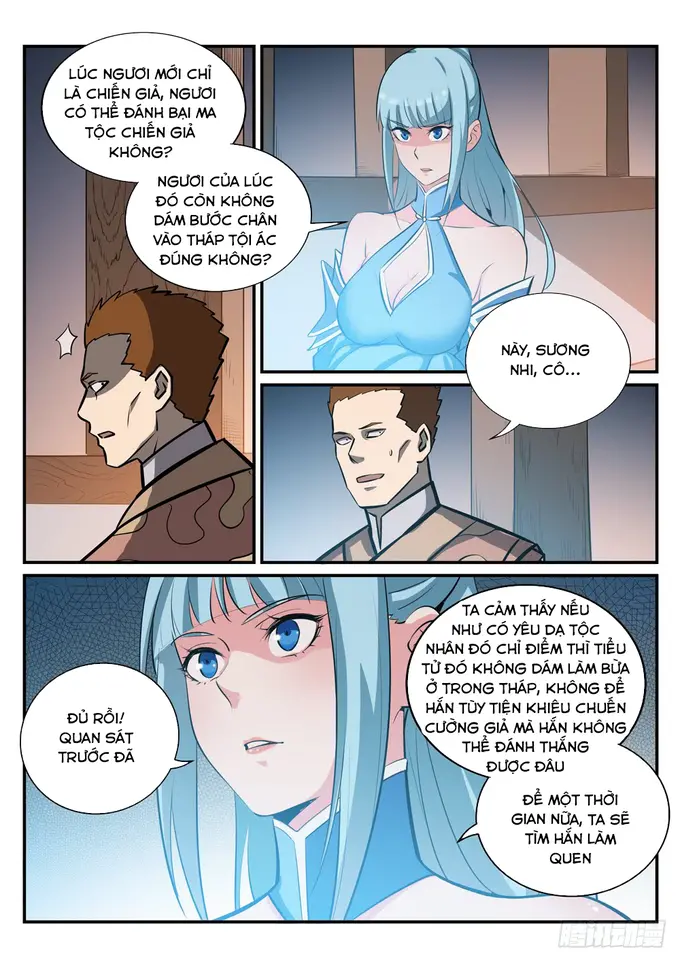 LÚC NGƯƠI MỚI CHỈ
LÀ CHIẾN GIẢ, NGƯƠI
CÓ THỂ ĐÁNH BẠI MA
TỘC CHIẾN GIẢ
KHÔNG?
NGƯƠI CỦA LÚC
ĐÓ CÒN KHÔNG
DÁM BƯỚC CHÂN
VÀO THÁP TỘI ÁC
ĐÚNG KHÔNG?
NÀY, SƯƠNG
NHI, CÔ...
TA CẢM THẤY NẾU
NHƯ CÓ YÊU DẠ TỘC
NHÂN ĐÓ CHỈ ĐIỂM THÌ TIỂU
TỬ ĐÓ KHÔNG DÁM LÀM BỪA
Ở TRONG THÁP, KHÔNG ĐỂ
HẮN TÙY TIỆN KHIÊU CHUẾN
CƯỜNG GIẢ MÀ HẮN KHÔNG
THỂ ĐÁNH THẮNG
ĐƯỢC ĐÂU
ĐỦ RỒI!
QUAN SÁT
TRƯỚC ĐÃ
ĐỂ MỘT THỜI
GIAN NỮA, TA SẼ
TÌM HẮN LÀM
QUEN
腾讯动漫